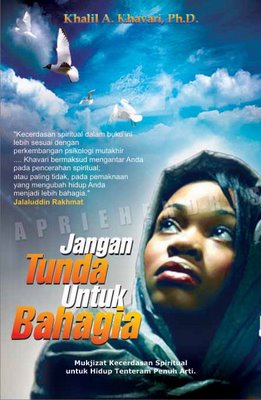 Khalil A. Khavari, Ph.D.
"Kecerdasan spiritual dalam buku ini
lebih sesuai dengan
perkembangan psikologi mutakhir
.... Khavari bermaksud mengantar Anda
pada pencerahan spiritual;
atau paling tidak, pada pemaknaan
yang mengubah hidup Anda
menjadi lebih bahagia."
Jalaluddin Rakhmat
Jangan
Tunda
Untuk
Bahagia
Mukjizat Kecerdasan Spiritual
untuk Hidup Tenteram Penuh Arti.